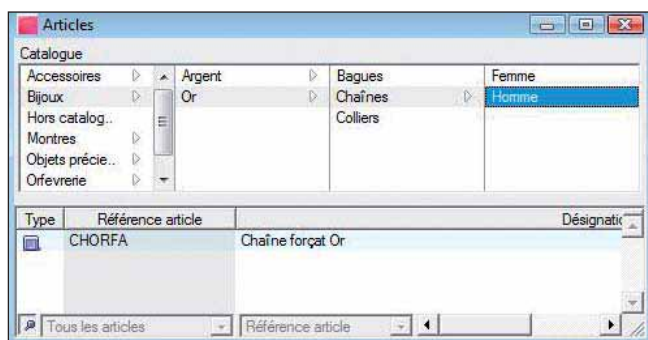 Articles
Catalogue
Accessoires Argent Bagues Femme
Bijoux Or Chaînes Homme
Hors catalog.. Colliers
Montres
Objets précie..
Orfevrerie
Type Référence article Désignatic
CHORFA Chaîne forçat Or
Tous les articles Référence article